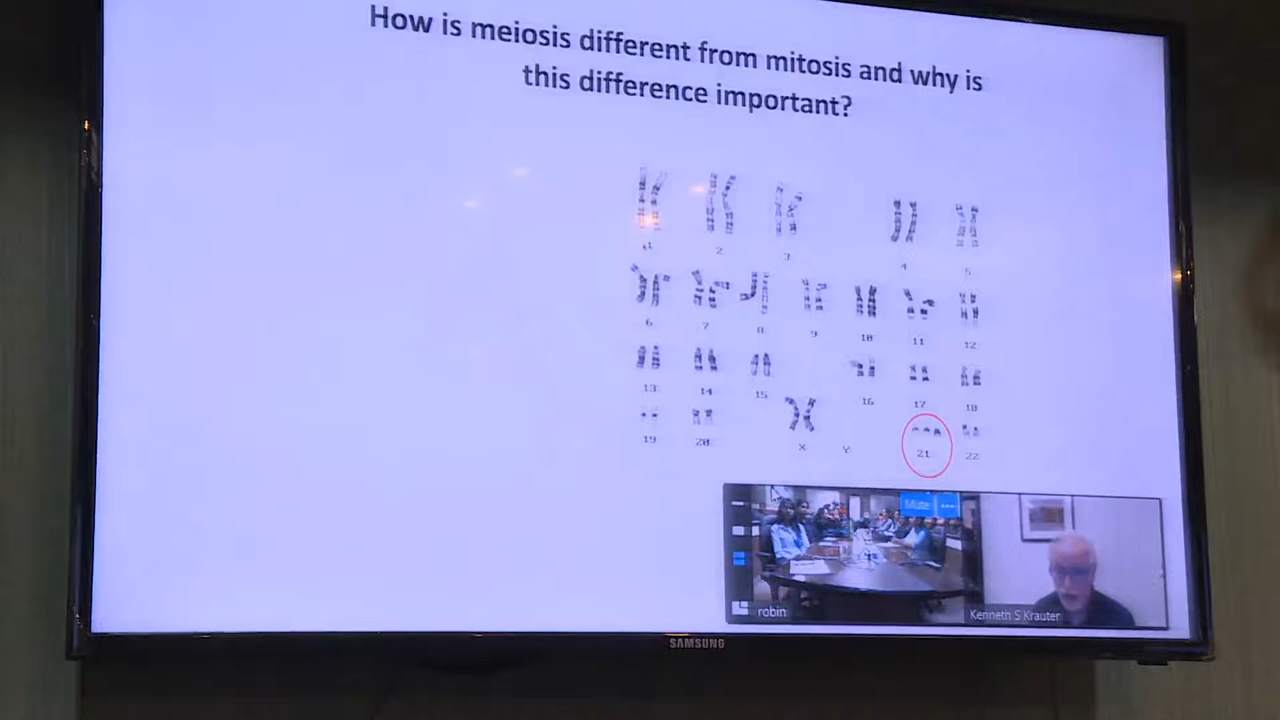 How is meiosis different from mitosis and why is
this difference important?
1 2 3 4 5
6 7 8 9 10 11 12
13 14 15 16 17 18
19 20 X Y 21 22
Mute
robin
Kenneth S Krauter
SAMSUNG